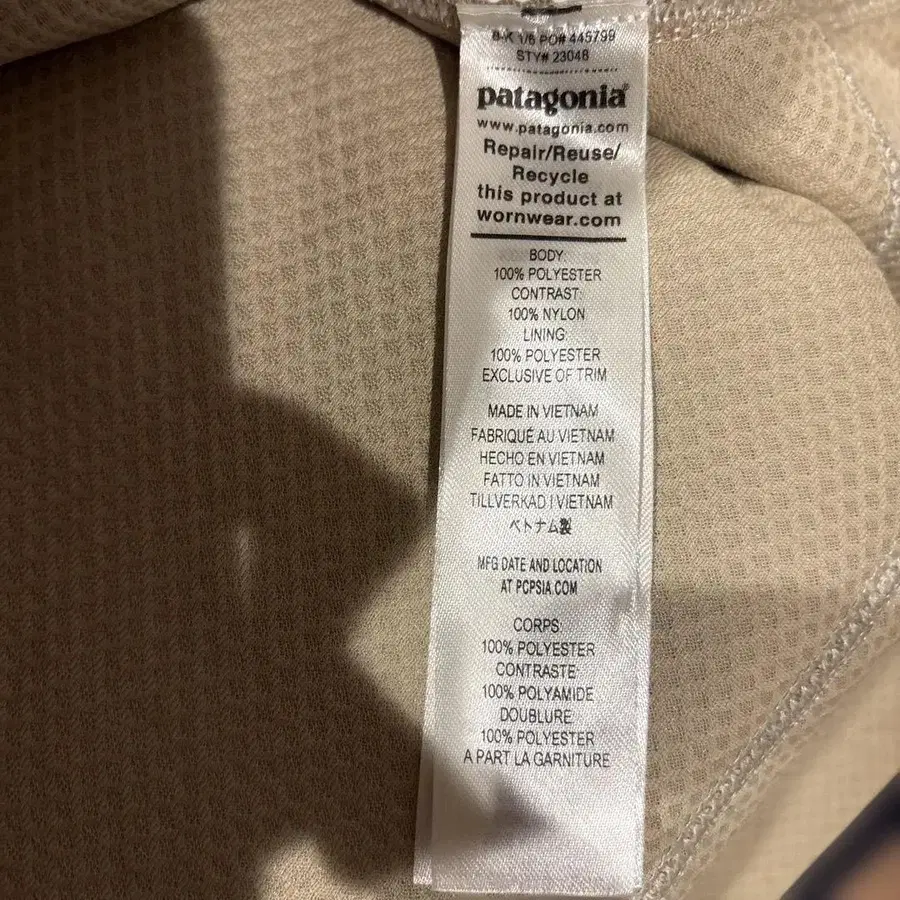 8-K 1/6 PO# 445799
STY# 23048
patagonia®
www.patagonia.com
Repair/Reuse/
Recycle
this product at
wornwear.com
BODY:
100% POLYESTER
CONTRAST:
100% NYLON
LINING:
100% POLYESTER
EXCLUSIVE OF TRIM
MADE IN VIETNAM
FABRIQUÉ AU VIETNAM
HECHO EN VIETNAM
FATTO IN VIETNAM
TILLVERKAD I VIETNAM
ベトナム製
MFG DATE AND LOCATION
AT PCPSIA.COM
CORPS:
100% POLYESTER
CONTRASTE:
100% POLYAMIDE
DOUBLURE:
100% POLYESTER
A PART LA GARNITURE